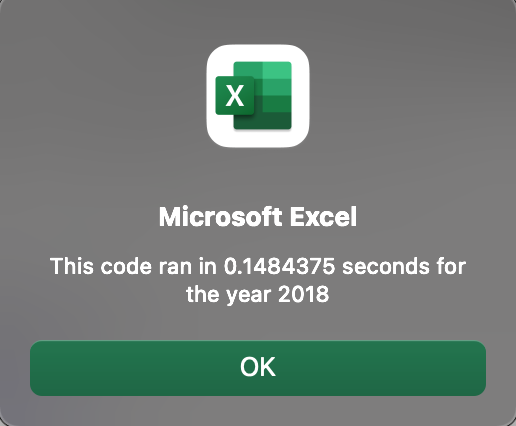 X
Microsoft Excel
This code ran in 0.1484375 seconds for
the year 2018
OK